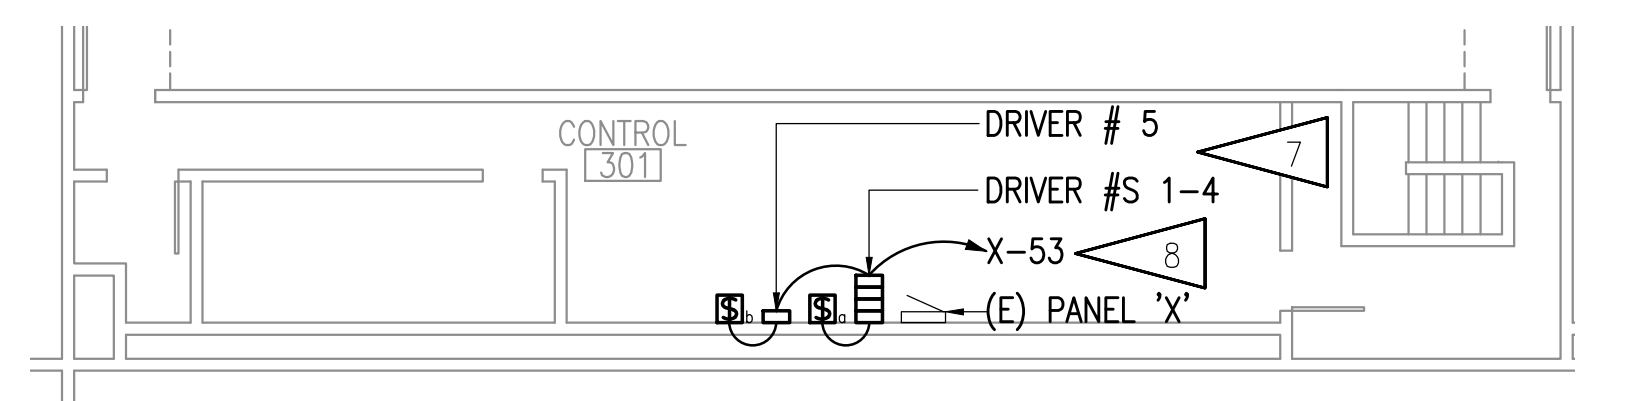 CONTROL
301
DRIVER # 5
7
DRIVER #S 1-4
X-53
8
(E) PANEL 'X'
$b
$a